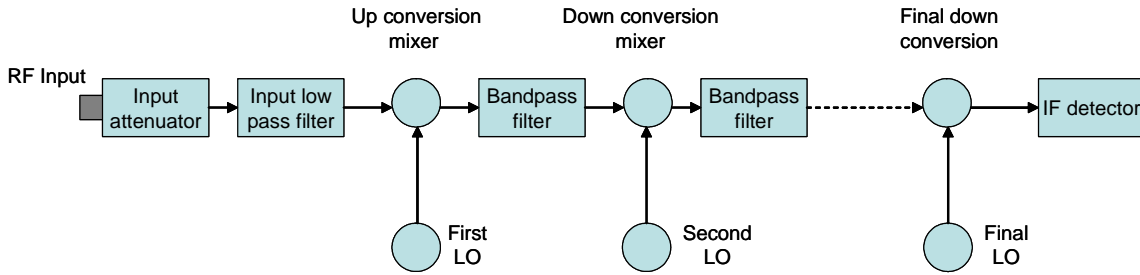 Up conversion
mixer
Down conversion
mixer
Final down
conversion
RF Input
Input
attenuator
Input low
pass filter
Bandpass
filter
Bandpass
filter
IF detector
First
LO
Second
LO
Final
LO